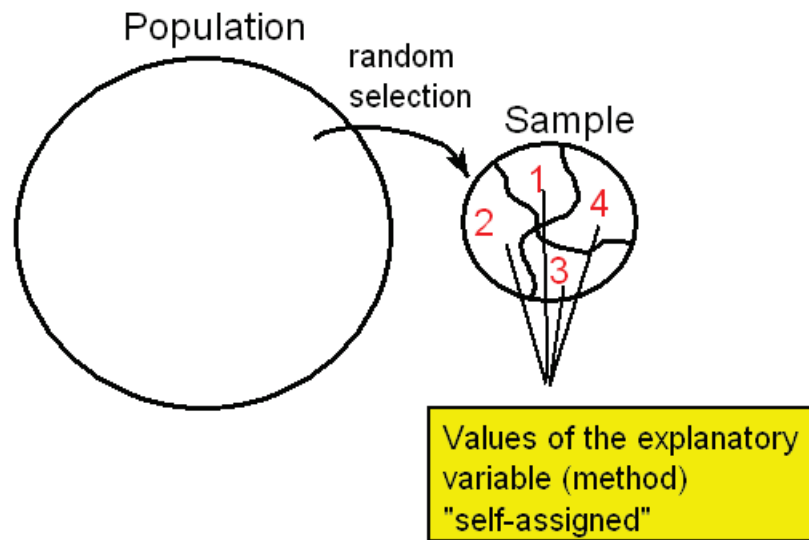 Population
random
selection
Sample
1
2
4
3
Values of the explanatory
variable (method)
"self-assigned"